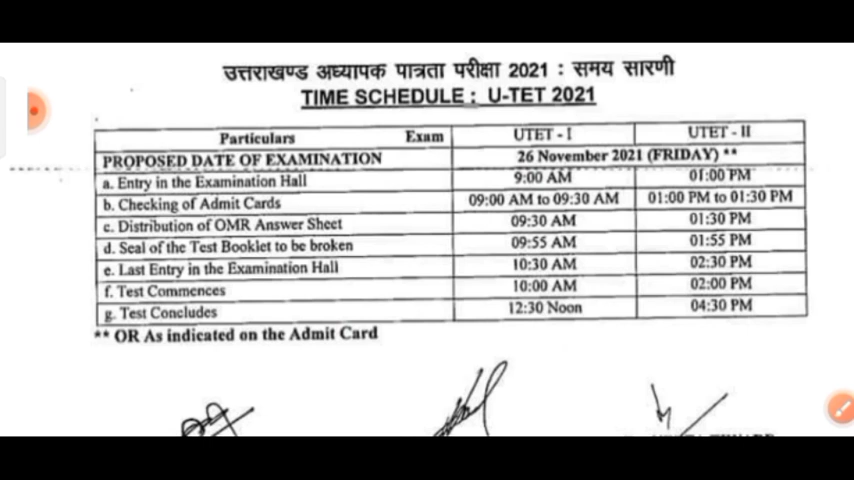 उत्तराखण्ड अध्यापक पात्रता परीक्षा 2021 : समय सारणी
TIME SCHEDULE : U-TET 2021
Particulars Exam UTET - I UTET - II
PROPOSED DATE OF EXAMINATION 26 November 2021 (FRIDAY) **
a. Entry in the Examination Hall 9:00 AM 01:00 PM
b. Checking of Admit Cards 09:00 AM to 09:30 AM 01:00 PM to 01:30 PM
c. Distribution of OMR Answer Sheet 09:30 AM 01:30 PM
d. Seal of the Test Booklet to be broken 09:55 AM 01:55 PM
e. Last Entry in the Examination Hall 10:30 AM 02:30 PM
f. Test Commences 10:00 AM 02:00 PM
g. Test Concludes 12:30 Noon 04:30 PM
** OR As indicated on the Admit Card